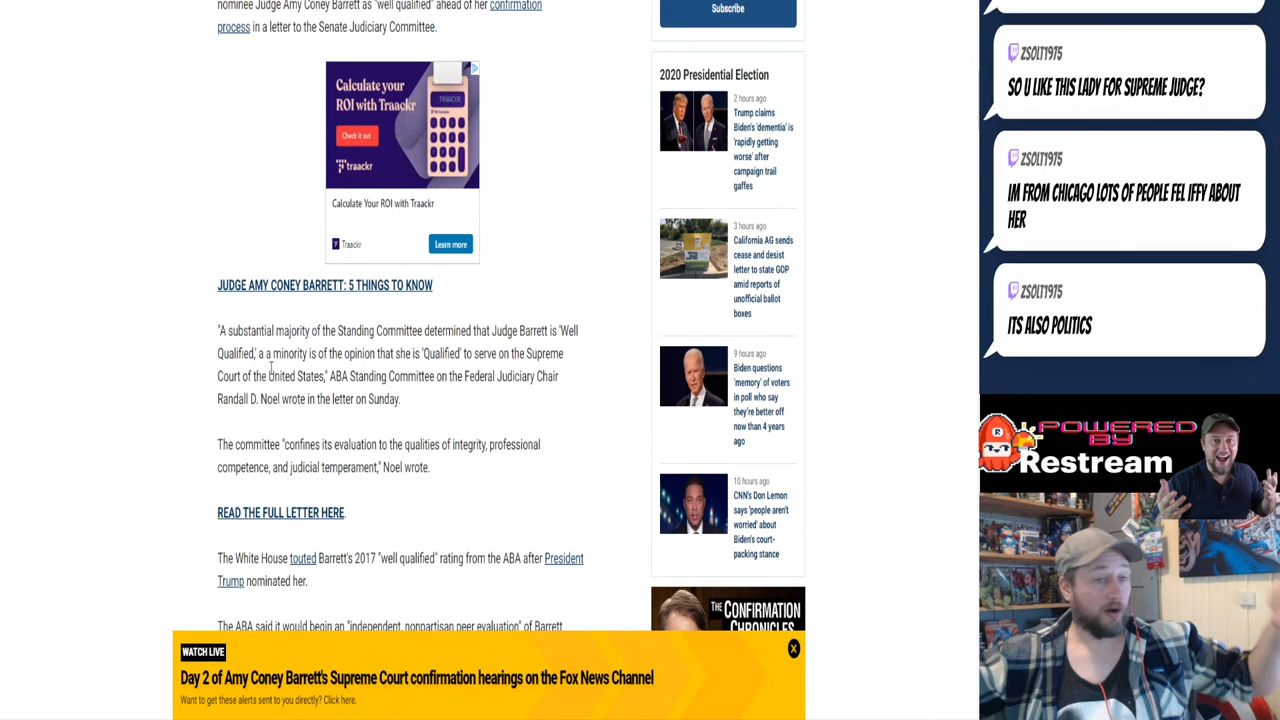 nominee Judge Amy Coney Barrett as "well qualified" ahead of her confirmation
process in a letter to the Senate Judiciary Committee.
Calculate your
ROI with Traackr
Check it out
traackr
TRAACKR
Calculate Your ROI with Traackr
Traackr
Learn more
JUDGE AMY CONEY BARRETT: 5 THINGS TO KNOW
"A substantial majority of the Standing Committee determined that Judge Barrett is 'Well
Qualified,' a a minority is of the opinion that she is 'Qualified' to serve on the Supreme
Court of the United States," ABA Standing Committee on the Federal Judiciary Chair
Randall D. Noel wrote in the letter on Sunday.
The committee "confines its evaluation to the qualities of integrity, professional
competence, and judicial temperament," Noel wrote.
READ THE FULL LETTER HERE.
The White House touted Barrett's 2017 "well qualified" rating from the ABA after President
Trump nominated her.
The ABA said it would begin an "independent, nonpartisan peer evaluation" of Barrett
Subscribe
2020 Presidential Election
2 hours ago
Trump claims
Biden's 'dementia' is
'rapidly getting
worse' after
campaign trail
gaffes
3 hours ago
California AG sends
cease and desist
letter to state GOP
amid reports of
unofficial ballot
boxes
9 hours ago
Biden questions
'memory' of voters
in poll who say
they're better off
now than 4 years
ago
10 hours ago
CNN's Don Lemon
says 'people aren't
worried' about
Biden's court-
packing stance
THE CONFIRMATION
CHRONICLES
WATCH LIVE
Day 2 of Amy Coney Barrett's Supreme Court confirmation hearings on the Fox News Channel
Want to get these alerts sent to you directly? Click here.
X
ZSOLT1975
SO U LIKE THIS LADY FOR SUPREME JUDGE?
ZSOLT1975
IM FROM CHICAGO LOTS OF PEOPLE FEL IFFY ABOUT
HER
ZSOLT1975
ITS ALSO POLITICS
R
POWERED
BY
Restream